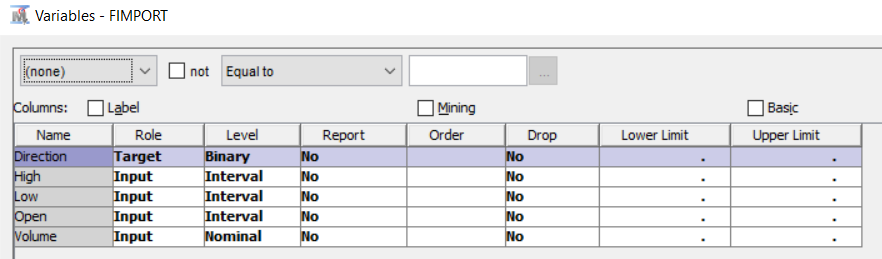 Variables - FIMPORT
(none) not Equal to ...
Columns: Label Mining Basic
Name Role Level Report Order Drop Lower Limit Upper Limit
Direction Target Binary No No . .
High Input Interval No No . .
Low Input Interval No No . .
Open Input Interval No No . .
Volume Input Nominal No No . .